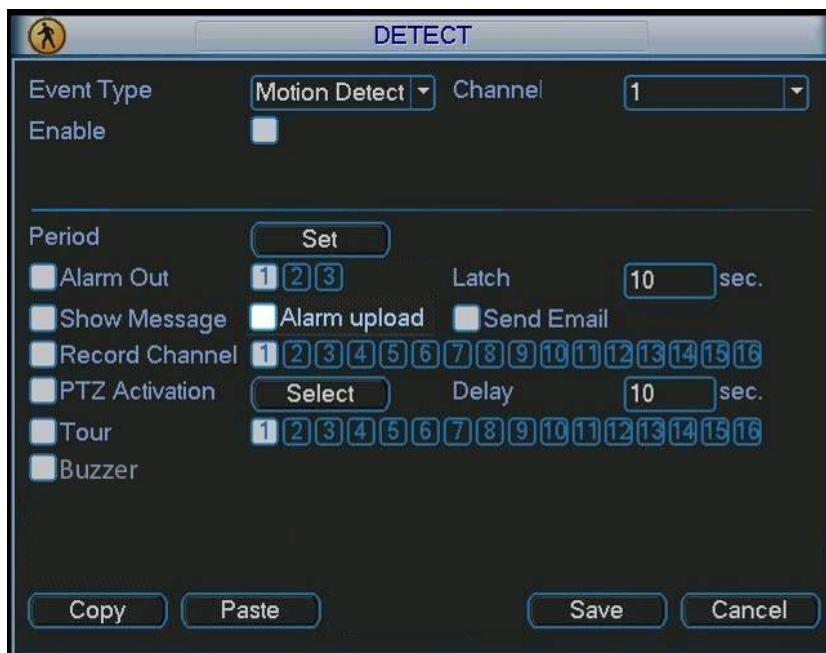 DETECT
Event Type Motion Detect Channel 1
Enable
Period Set
Alarm Out 1 2 3 Latch 10 sec.
Show Message Alarm upload Send Email
Record Channel 1 2 3 4 5 6 7 8 9 10 11 12 13 14 15 16
PTZ Activation Select Delay 10 sec.
Tour 1 2 3 4 5 6 7 8 9 10 11 12 13 14 15 16
Buzzer
Copy Paste Save Cancel